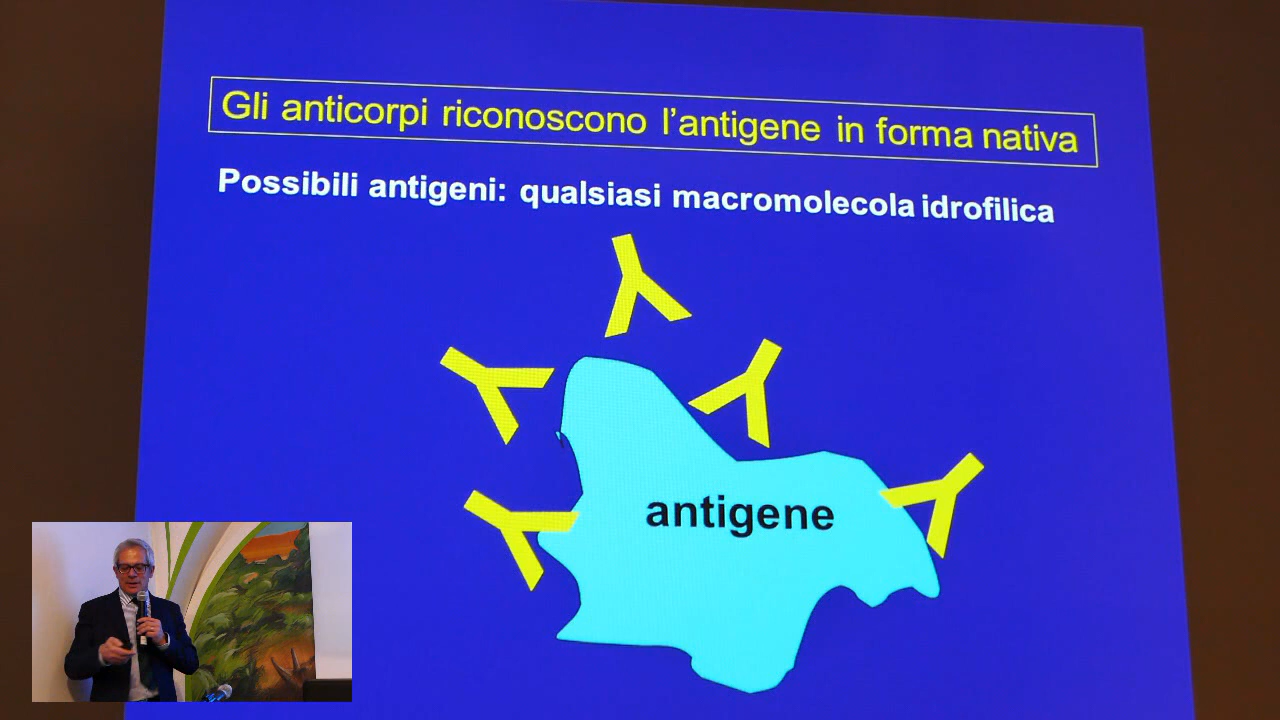 Gli anticorpi riconoscono l'antigene in forma nativa
Possibili antigeni: qualsiasi macromolecola idrofilica
antigene